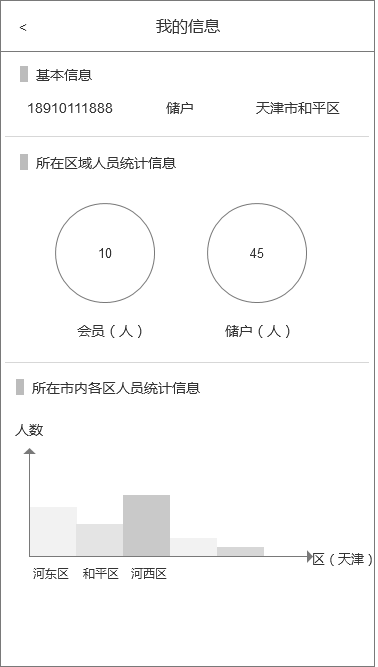 < 我的信息
基本信息
18910111888 储户 天津市和平区
所在区域人员统计信息
10 45
会员（人） 储户（人）
所在市内各区人员统计信息
人数
区（天津）
河东区 和平区 河西区